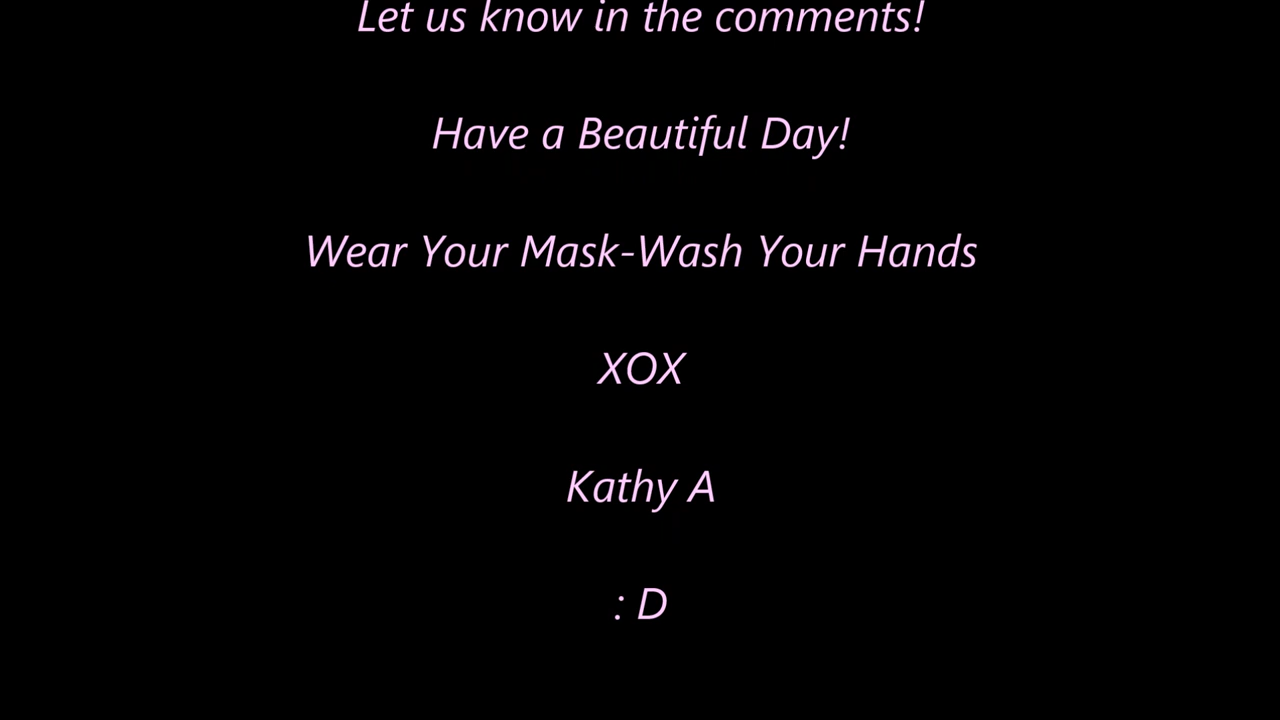 Let us know in the comments!
Have a Beautiful Day!
Wear Your Mask-Wash Your Hands
XOX
Kathy A
: D